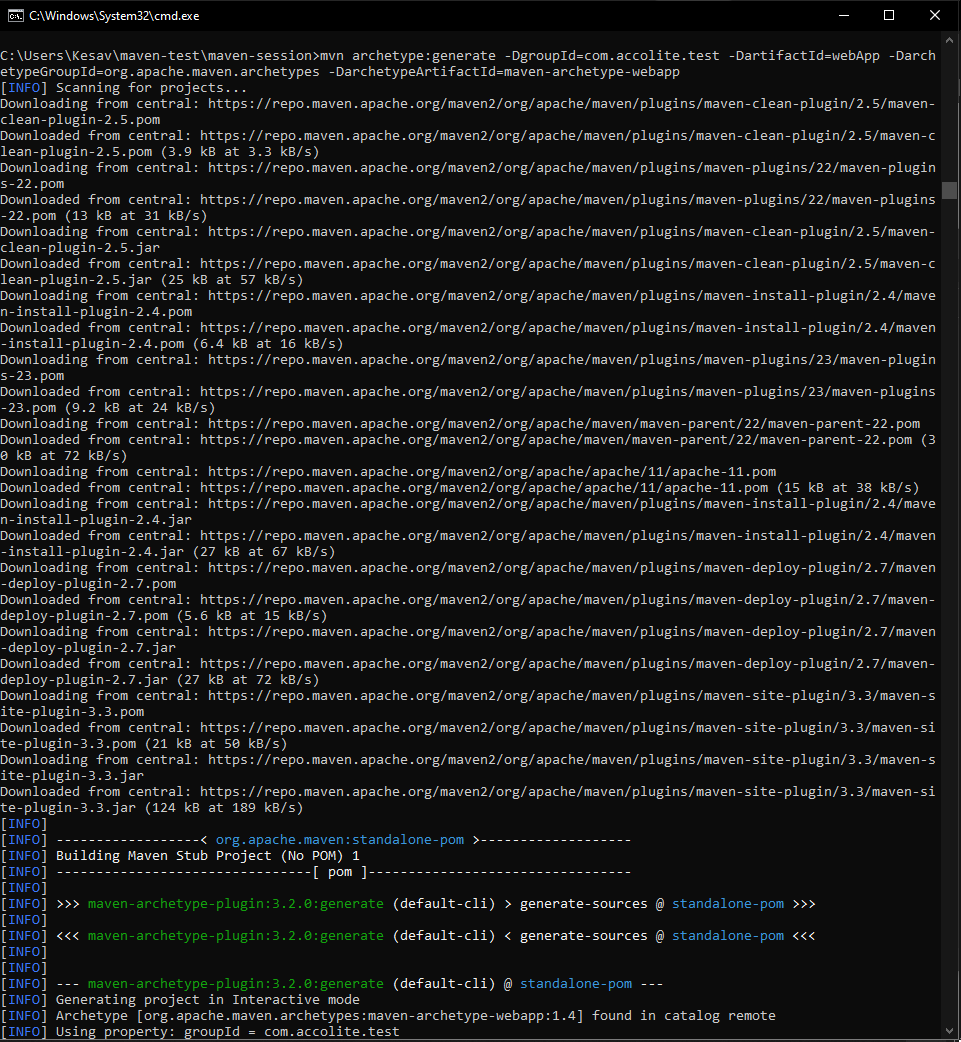 C:\Windows\System32\cmd.exe
C:\Users\Kesav\maven-test\maven-session>mvn archetype:generate -DgroupId=com.accolite.test -DartifactId=webApp -Darch
etypeGroupId=org.apache.maven.archetypes -DarchetypeArtifactId=maven-archetype-webapp
[INFO] Scanning for projects...
Downloading from central: https://repo.maven.apache.org/maven2/org/apache/maven/plugins/maven-clean-plugin/2.5/maven-
clean-plugin-2.5.pom
Downloaded from central: https://repo.maven.apache.org/maven2/org/apache/maven/plugins/maven-clean-plugin/2.5/maven-c
lean-plugin-2.5.pom (3.9 kB at 3.3 kB/s)
Downloading from central: https://repo.maven.apache.org/maven2/org/apache/maven/plugins/maven-plugins/22/maven-plugin
s-22.pom
Downloaded from central: https://repo.maven.apache.org/maven2/org/apache/maven/plugins/maven-plugins/22/maven-plugins
-22.pom (13 kB at 31 kB/s)
Downloading from central: https://repo.maven.apache.org/maven2/org/apache/maven/plugins/maven-clean-plugin/2.5/maven-
clean-plugin-2.5.jar
Downloaded from central: https://repo.maven.apache.org/maven2/org/apache/maven/plugins/maven-clean-plugin/2.5/maven-c
lean-plugin-2.5.jar (25 kB at 57 kB/s)
Downloading from central: https://repo.maven.apache.org/maven2/org/apache/maven/plugins/maven-install-plugin/2.4/mave
n-install-plugin-2.4.pom
Downloaded from central: https://repo.maven.apache.org/maven2/org/apache/maven/plugins/maven-install-plugin/2.4/maven
-install-plugin-2.4.pom (6.4 kB at 16 kB/s)
Downloading from central: https://repo.maven.apache.org/maven2/org/apache/maven/plugins/maven-plugins/23/maven-plugin
s-23.pom
Downloaded from central: https://repo.maven.apache.org/maven2/org/apache/maven/plugins/maven-plugins/23/maven-plugins
-23.pom (9.2 kB at 24 kB/s)
Downloading from central: https://repo.maven.apache.org/maven2/org/apache/maven/maven-parent/22/maven-parent-22.pom
Downloaded from central: https://repo.maven.apache.org/maven2/org/apache/maven/maven-parent/22/maven-parent-22.pom (3
0 kB at 72 kB/s)
Downloading from central: https://repo.maven.apache.org/maven2/org/apache/apache/11/apache-11.pom
Downloaded from central: https://repo.maven.apache.org/maven2/org/apache/apache/11/apache-11.pom (15 kB at 38 kB/s)
Downloading from central: https://repo.maven.apache.org/maven2/org/apache/maven/plugins/maven-install-plugin/2.4/mave
n-install-plugin-2.4.jar
Downloaded from central: https://repo.maven.apache.org/maven2/org/apache/maven/plugins/maven-install-plugin/2.4/maven
-install-plugin-2.4.jar (27 kB at 67 kB/s)
Downloading from central: https://repo.maven.apache.org/maven2/org/apache/maven/plugins/maven-deploy-plugin/2.7/maven
-deploy-plugin-2.7.pom
Downloaded from central: https://repo.maven.apache.org/maven2/org/apache/maven/plugins/maven-deploy-plugin/2.7/maven-
deploy-plugin-2.7.pom (5.6 kB at 15 kB/s)
Downloading from central: https://repo.maven.apache.org/maven2/org/apache/maven/plugins/maven-deploy-plugin/2.7/maven
-deploy-plugin-2.7.jar
Downloaded from central: https://repo.maven.apache.org/maven2/org/apache/maven/plugins/maven-deploy-plugin/2.7/maven-
deploy-plugin-2.7.jar (27 kB at 72 kB/s)
Downloading from central: https://repo.maven.apache.org/maven2/org/apache/maven/plugins/maven-site-plugin/3.3/maven-s
ite-plugin-3.3.pom
Downloaded from central: https://repo.maven.apache.org/maven2/org/apache/maven/plugins/maven-site-plugin/3.3/maven-si
te-plugin-3.3.pom (21 kB at 50 kB/s)
Downloading from central: https://repo.maven.apache.org/maven2/org/apache/maven/plugins/maven-site-plugin/3.3/maven-s
ite-plugin-3.3.jar
Downloaded from central: https://repo.maven.apache.org/maven2/org/apache/maven/plugins/maven-site-plugin/3.3/maven-si
te-plugin-3.3.jar (124 kB at 189 kB/s)
[INFO]
[INFO] ------------------< org.apache.maven:standalone-pom >-------------------
[INFO] Building Maven Stub Project (No POM) 1
[INFO] --------------------------------[ pom ]---------------------------------
[INFO]
[INFO] >>> maven-archetype-plugin:3.2.0:generate (default-cli) > generate-sources @ standalone-pom >>>
[INFO]
[INFO] <<< maven-archetype-plugin:3.2.0:generate (default-cli) < generate-sources @ standalone-pom <<<
[INFO]
[INFO]
[INFO] --- maven-archetype-plugin:3.2.0:generate (default-cli) @ standalone-pom ---
[INFO] Generating project in Interactive mode
[INFO] Archetype [org.apache.maven.archetypes:maven-archetype-webapp:1.4] found in catalog remote
[INFO] Using property: groupId = com.accolite.test